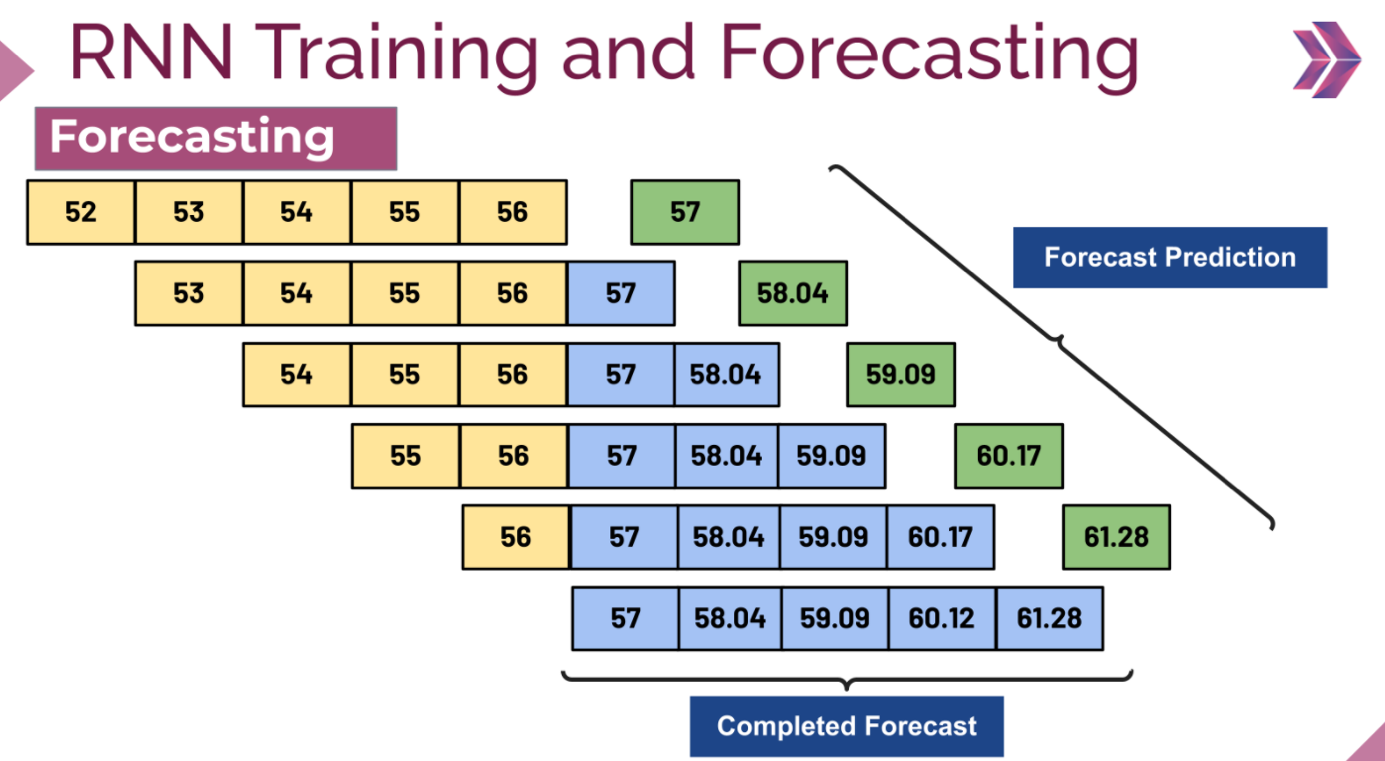 RNN Training and Forecasting
Forecasting
52 53 54 55 56 57
Forecast Prediction
53 54 55 56 57 58.04
54 55 56 57 58.04 59.09
55 56 57 58.04 59.09 60.17
56 57 58.04 59.09 60.17 61.28
57 58.04 59.09 60.12 61.28
Completed Forecast